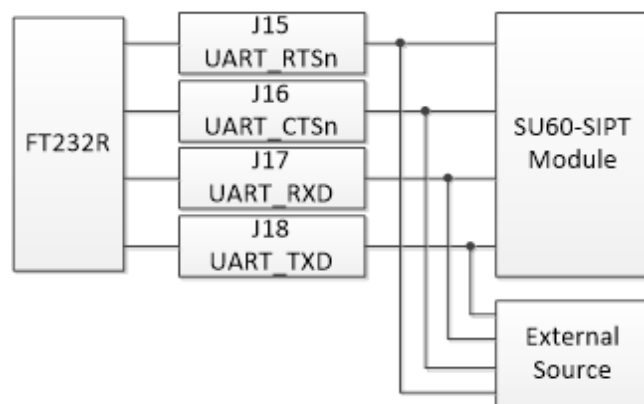 FT232R
J15
UART_RTSn
J16
UART_CTSn
J17
UART_RXD
J18
UART_TXD
SU60-SIPT
Module
External
Source